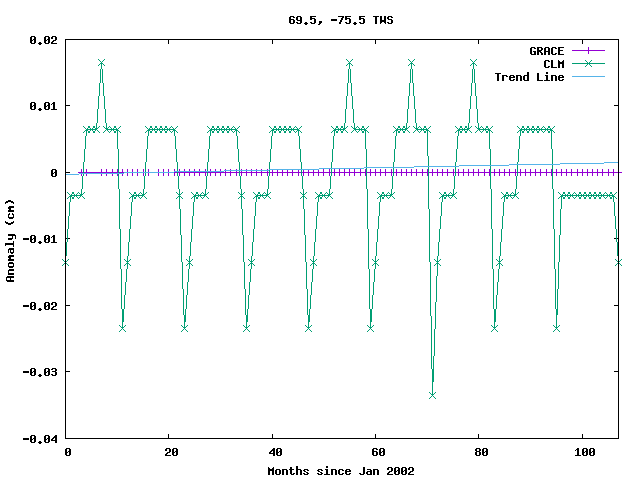 69.5, -75.5 TWS
GRACE
CLM
Trend Line
0.02
0.01
0
-0.01
-0.02
-0.03
-0.04
Anomaly (cm)
0 20 40 60 80 100
Months since Jan 2002